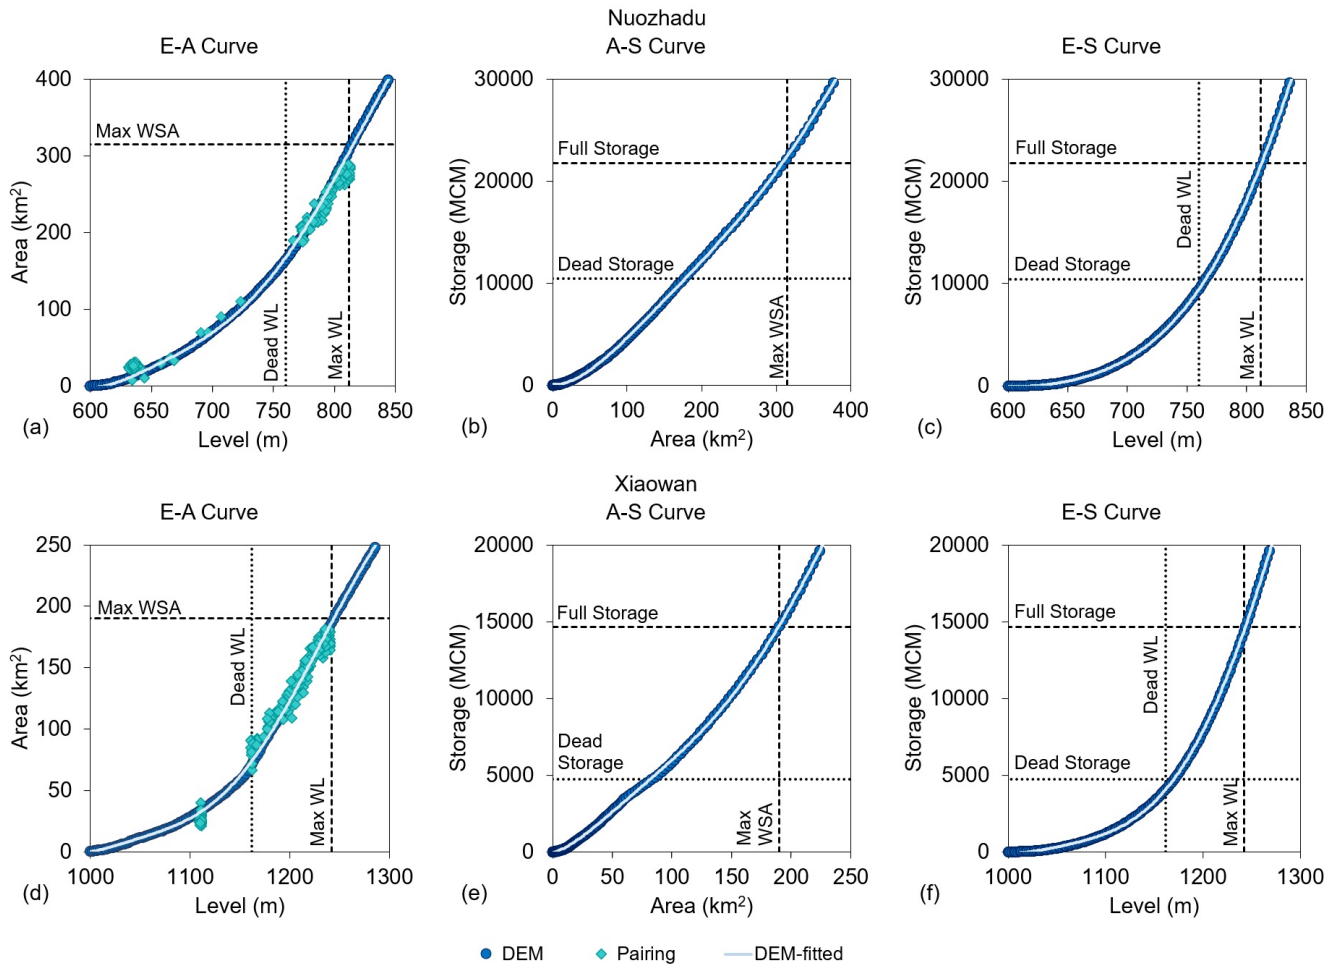 Nuozhadu
E-A Curve
A-S Curve
E-S Curve
400
300
200
100
0
Area (km²)
Max WSA
Dead WL
Max WL
600 650 700 750 800 850
(a)
Level (m)
30000
20000
10000
0
Storage (MCM)
Full Storage
Dead Storage
Max WSA
0 100 200 300 400
(b)
Area (km²)
30000
20000
10000
0
Storage (MCM)
Full Storage
Dead WL
Dead Storage
Max WL
600 650 700 750 800 850
(c)
Level (m)
Xiaowan
E-A Curve
A-S Curve
E-S Curve
250
200
150
100
50
0
Area (km²)
Max WSA
Dead WL
Max WL
1000 1100 1200 1300
(d)
Level (m)
20000
15000
10000
5000
0
Storage (MCM)
Full Storage
Dead
Storage
Max
WSA
0 50 100 150 200 250
(e)
Area (km²)
20000
15000
10000
5000
0
Storage (MCM)
Full Storage
Dead WL
Dead Storage
Max WL
1000 1100 1200 1300
(f)
Level (m)
DEM Pairing DEM-fitted